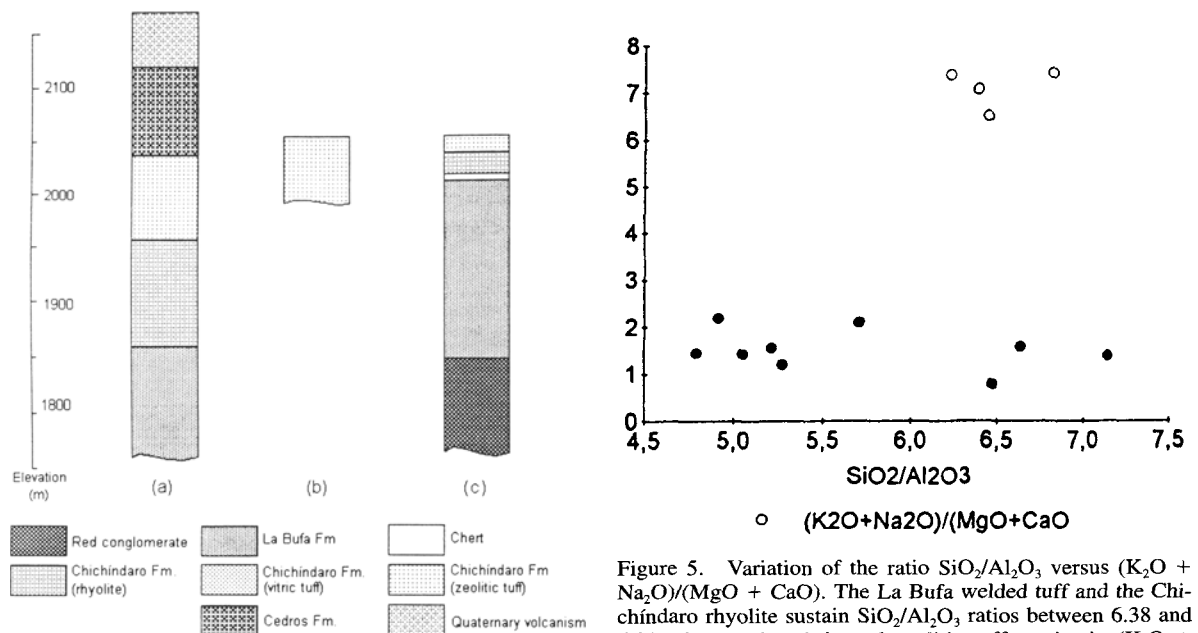 2100
2000
1900
1800
Elevation
(m)
(a)
(b)
(c)
Red conglomerate
La Bufa Fm
Chert
Chichindaro Fm.
(rhyolite)
Chichindaro Fm.
(vitric tuff)
Chichindaro Fm
(zeolitic tuff)
Cedros Fm.
Quaternary volcanism
8
7
6
5
4
3
2
1
0
4,5
5,0
5,5
6,0
6,5
7,0
7,5
SiO2/Al2O3
(K2O+Na2O)/(MgO+CaO
Figure 5. Variation of the ratio SiO₂/Al₂O₃ versus (K₂O +
Na₂O)/(MgO + CaO). The La Bufa welded tuff and the Chi-
chíndaro rhyolite sustain SiO₂/Al₂O₃ ratios between 6.38 and